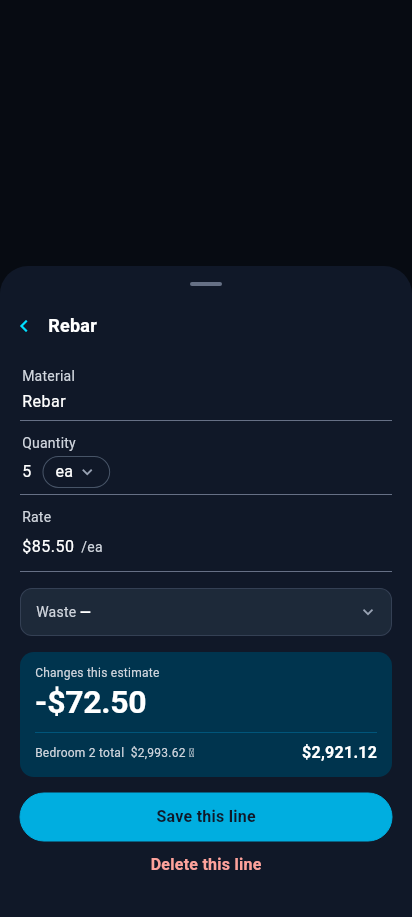 Rebar
Material
Rebar
Quantity
5 ea
Rate
$85.50 /ea
Waste —
Changes this estimate
-$72.50
Bedroom 2 total $2,993.62 $2,921.12
Save this line
Delete this line